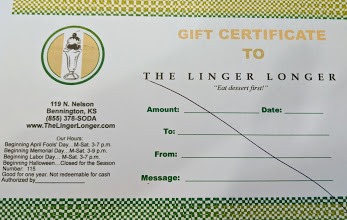 GIFT CERTIFICATE
TO
THE LINGER LONGER
"Eat dessert first!"
119 N. Nelson
Bennington, KS
(855) 378-SODA
www.TheLingerLonger.com
Our Hours:
Beginning April Fools' Day... M-Sat. 3-7 p.m.
Beginning Memorial Day... M-Sat. 3-9 p.m.
Beginning Labor Day... M-Sat. 3-7 p.m.
Beginning Halloween...Closed for the Season
Number: 115
Good for one year. Not redeemable for cash
Authorized by
Amount: Date:
To:
From:
Message: